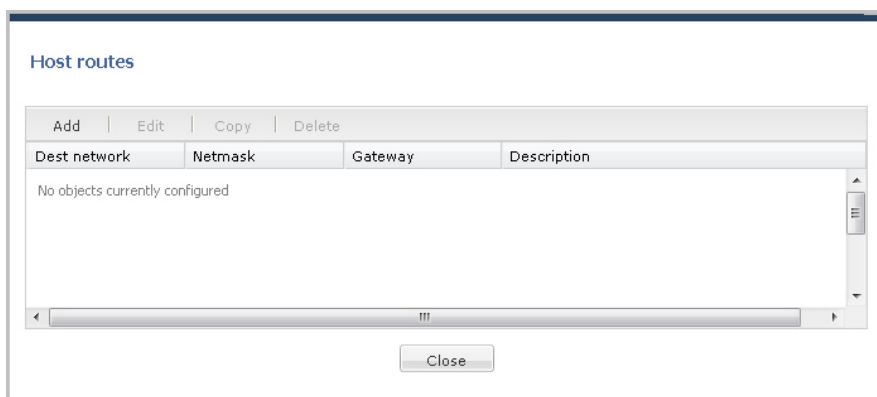 Host routes
Add Edit Copy Delete
Dest network Netmask Gateway Description
No objects currently configured
Close